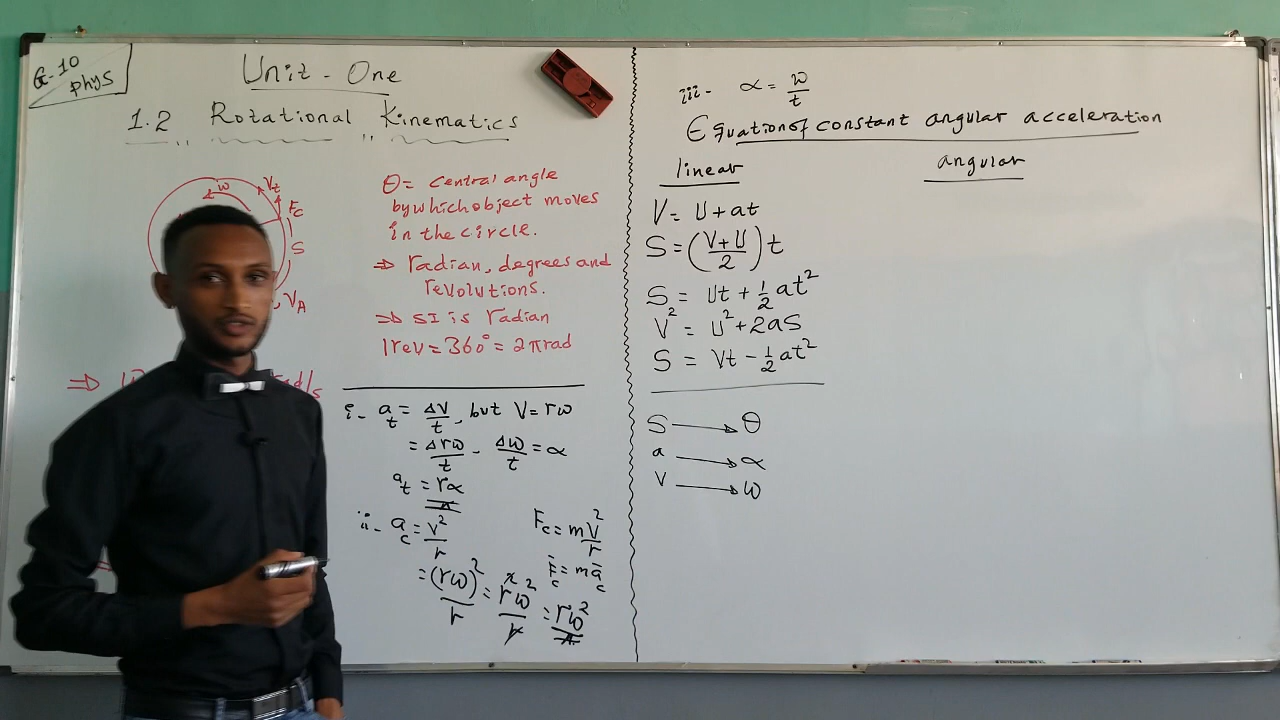 G-10
phys
Unit - One
1.2 Rotational Kinematics
ω
Vt
Fc
S
VA
θ = central angle
by which object moves
in the circle.
⇒ radian, degrees and
revolutions.
⇒ SI is radian
1rev = 360° = 2πrad
⇒
rad/s
i- at = ΔV/t, but V = rω
= Δrω/t - Δω/t = α
at = rα
ii- ac = v²/r
= (rω)²/r = rω²/r = rω²
Fc = mV²/r
Fc = mac
iii- α = ω/t
Equation of constant angular acceleration
linear
V = U + at
S = (V+U/2)t
S = Ut + ½at²
V² = U² + 2aS
S = Vt - ½at²
S → θ
a → α
V → ω
angular